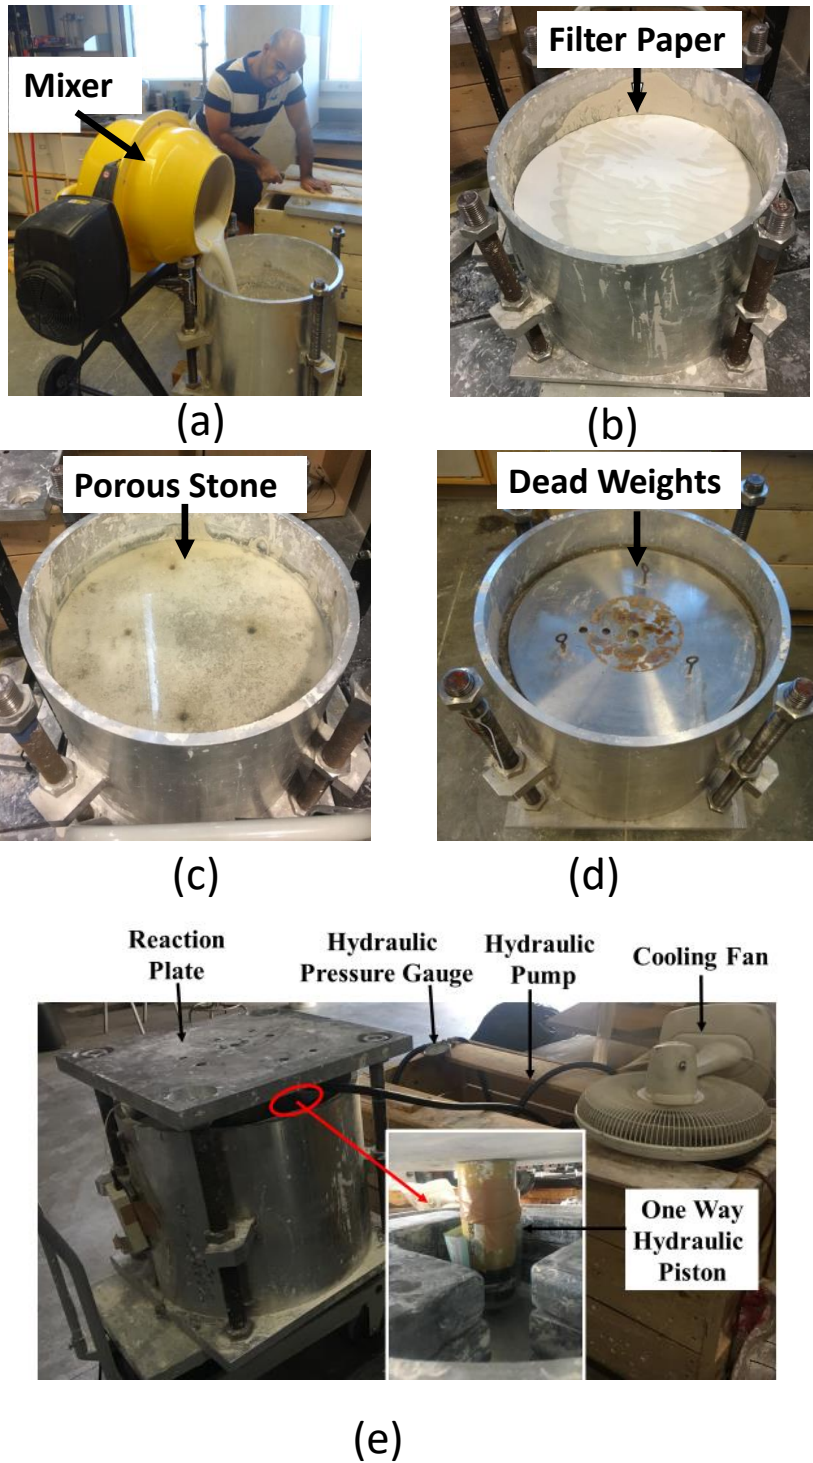 Mixer
Filter Paper
(a)
(b)
Porous Stone
Dead Weights
(c)
(d)
Reaction
Plate
Hydraulic
Pressure Gauge
Hydraulic
Pump
Cooling Fan
One Way
Hydraulic
Piston
(e)